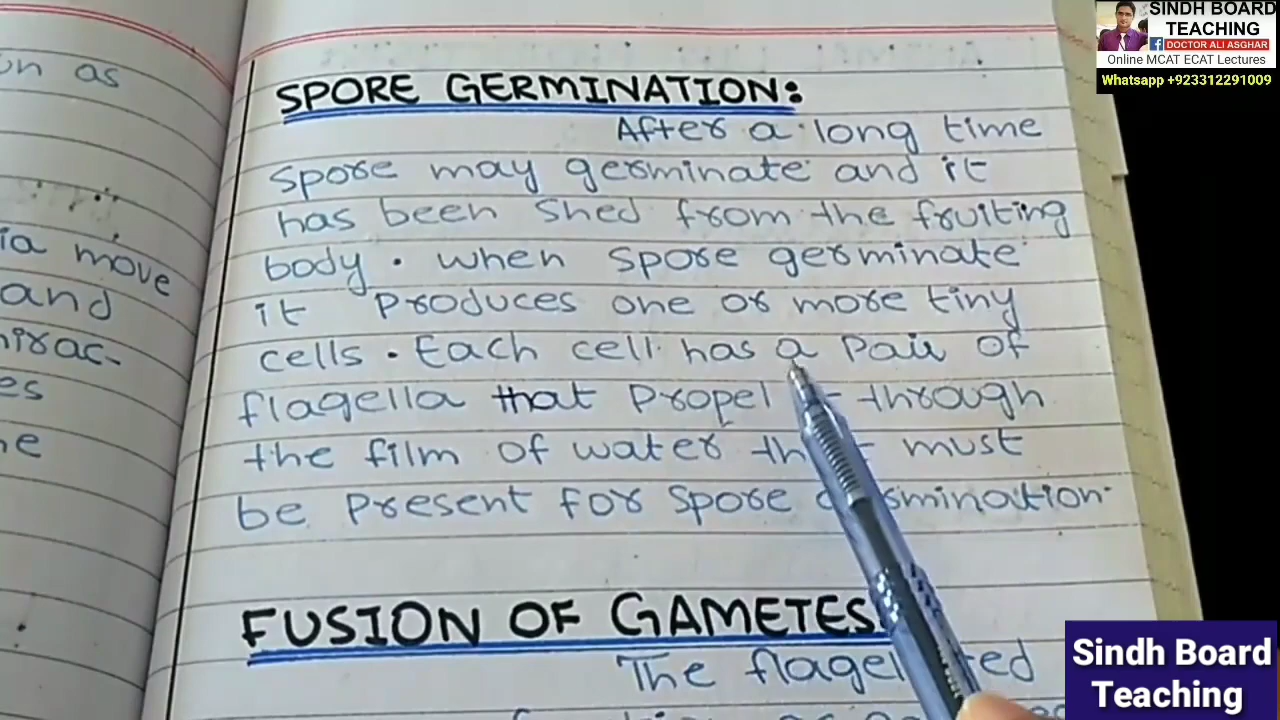 SINDH BOARD
TEACHING
DOCTOR ALI ASGHAR
Online MCAT ECAT Lectures
Whatsapp +923312291009
as
move
and
SPORE GERMINATION:
After a long time
spore may germinate and it
has been shed from the fruiting
body. when spore germinate
it produces one or more tiny
cells. Each cell has a pair of
flagella that propel through
the film of water must
be present for spore
FUSION OF GAMETES
The
Sindh Board
Teaching